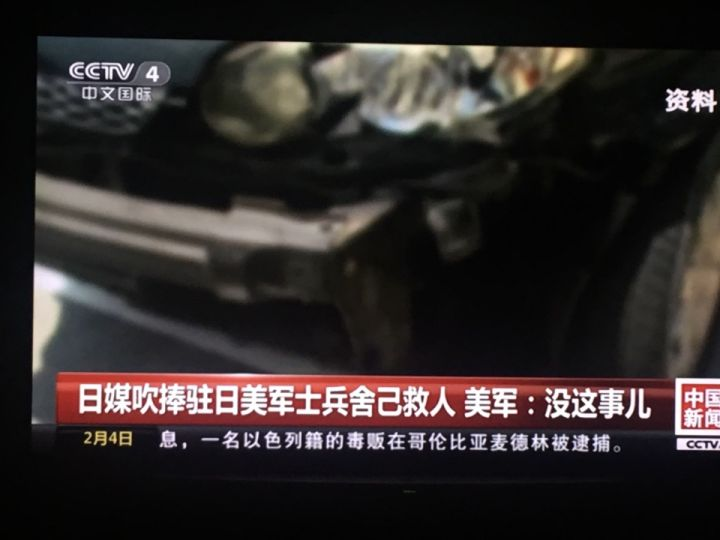 CCTV 4
中文国际
资料
日媒吹捧驻日美军士兵舍己救人 美军：没这事儿
中国
新闻
CCTV
2月4日 息，一名以色列籍的毒贩在哥伦比亚麦德林被逮捕。